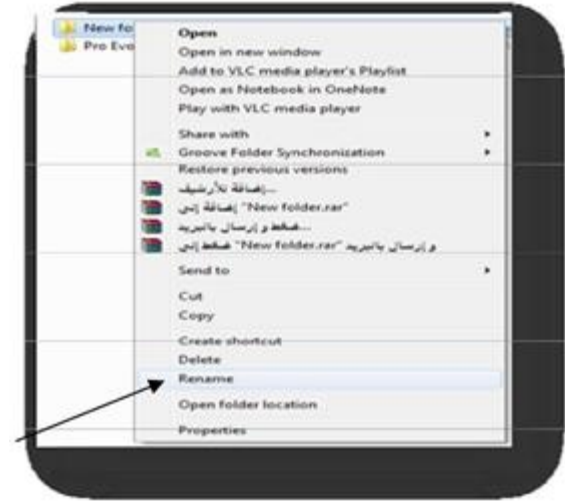 New fo
Pro Evo
Open
Open in new window
Add to VLC media player's Playlist
Open as Notebook in OneNote
Play with VLC media player
Share with
Groove Folder Synchronization
Restore previous versions
إضافة للأرشيف...
إضافة إلى "New folder.rar"
ضغط و إرسال بالبريد...
ضغط إلى "New folder.rar" و إرسال بالبريد
Send to
Cut
Copy
Create shortcut
Delete
Rename
Open folder location
Properties